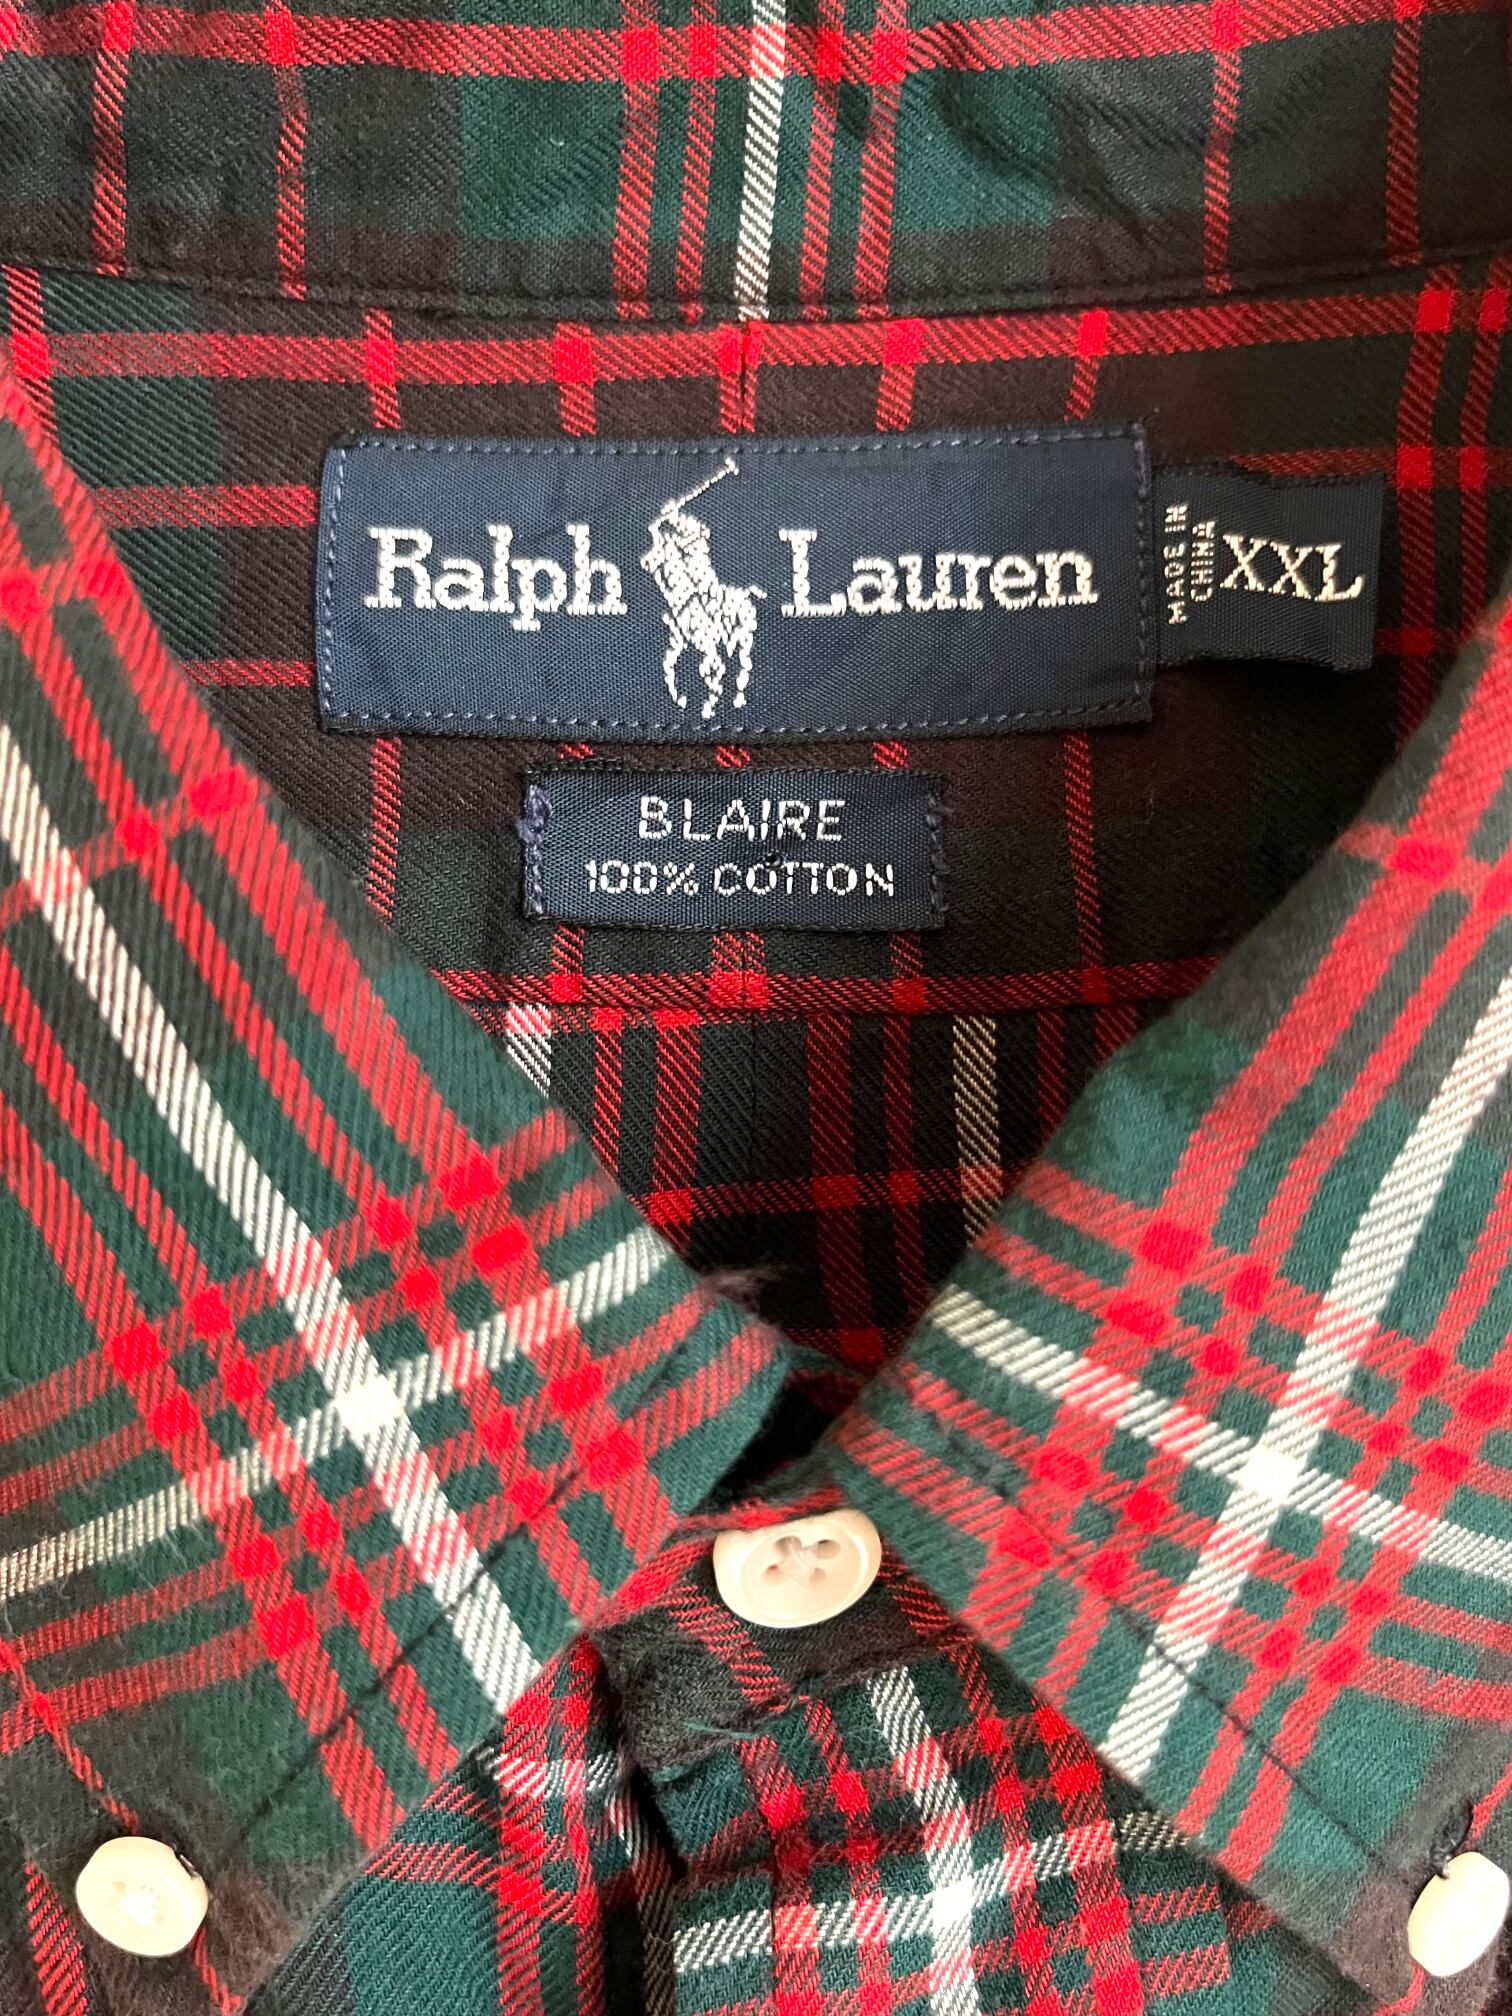 Ralph Lauren
MADE IN
CHINA
XXL
BLAIRE
100% COTTON